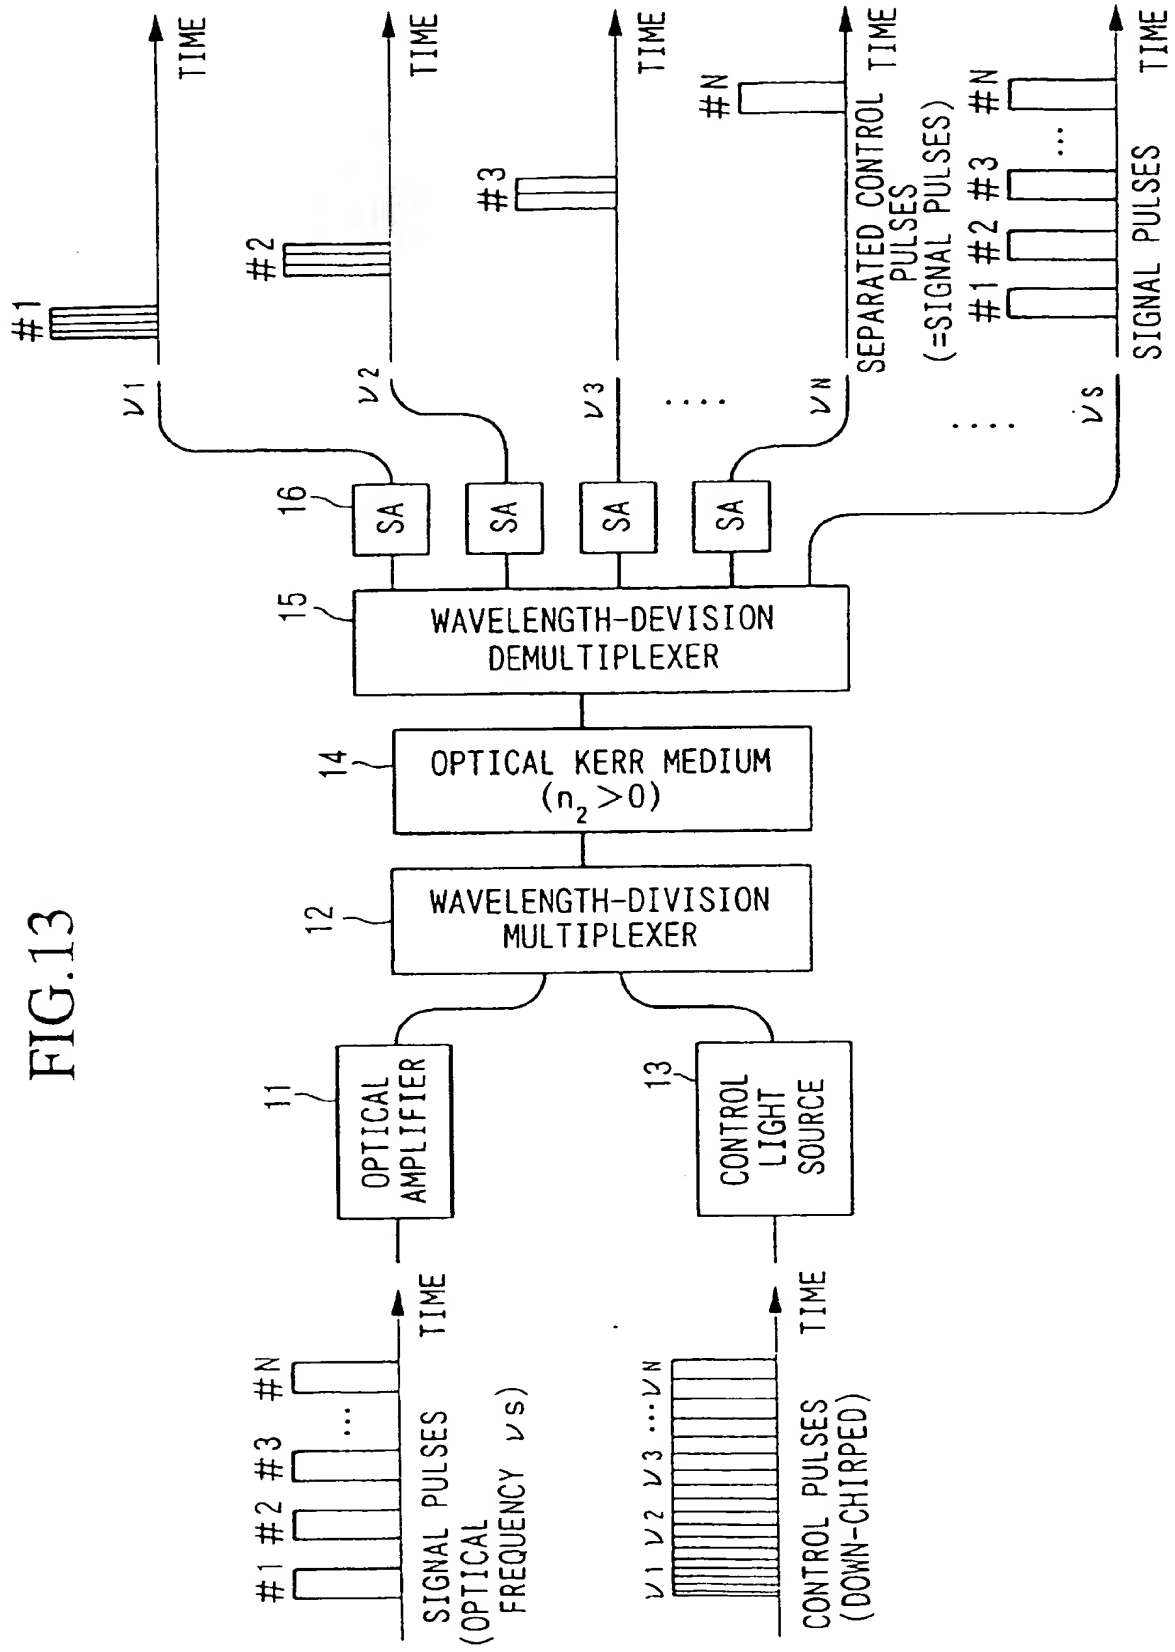 FIG.13
#1
#2
#3
...
#N
TIME
SIGNAL PULSES
(OPTICAL
FREQUENCY νs)
ν1
ν2
ν3
...
νN
TIME
CONTROL PULSES
(DOWN-CHIRPED)
11
OPTICAL
AMPLIFIER
13
CONTROL
LIGHT
SOURCE
12
WAVELENGTH-DIVISION
MULTIPLEXER
14
OPTICAL KERR MEDIUM
(n2>0)
15
WAVELENGTH-DEVISION
DEMULTIPLEXER
16
SA
SA
SA
SA
ν1
#1
TIME
ν2
#2
TIME
ν3
#3
TIME
....
νN
#N
TIME
SEPARATED CONTROL
PULSES
(=SIGNAL PULSES)
....
νS
#1
#2
#3
...
#N
TIME
SIGNAL PULSES